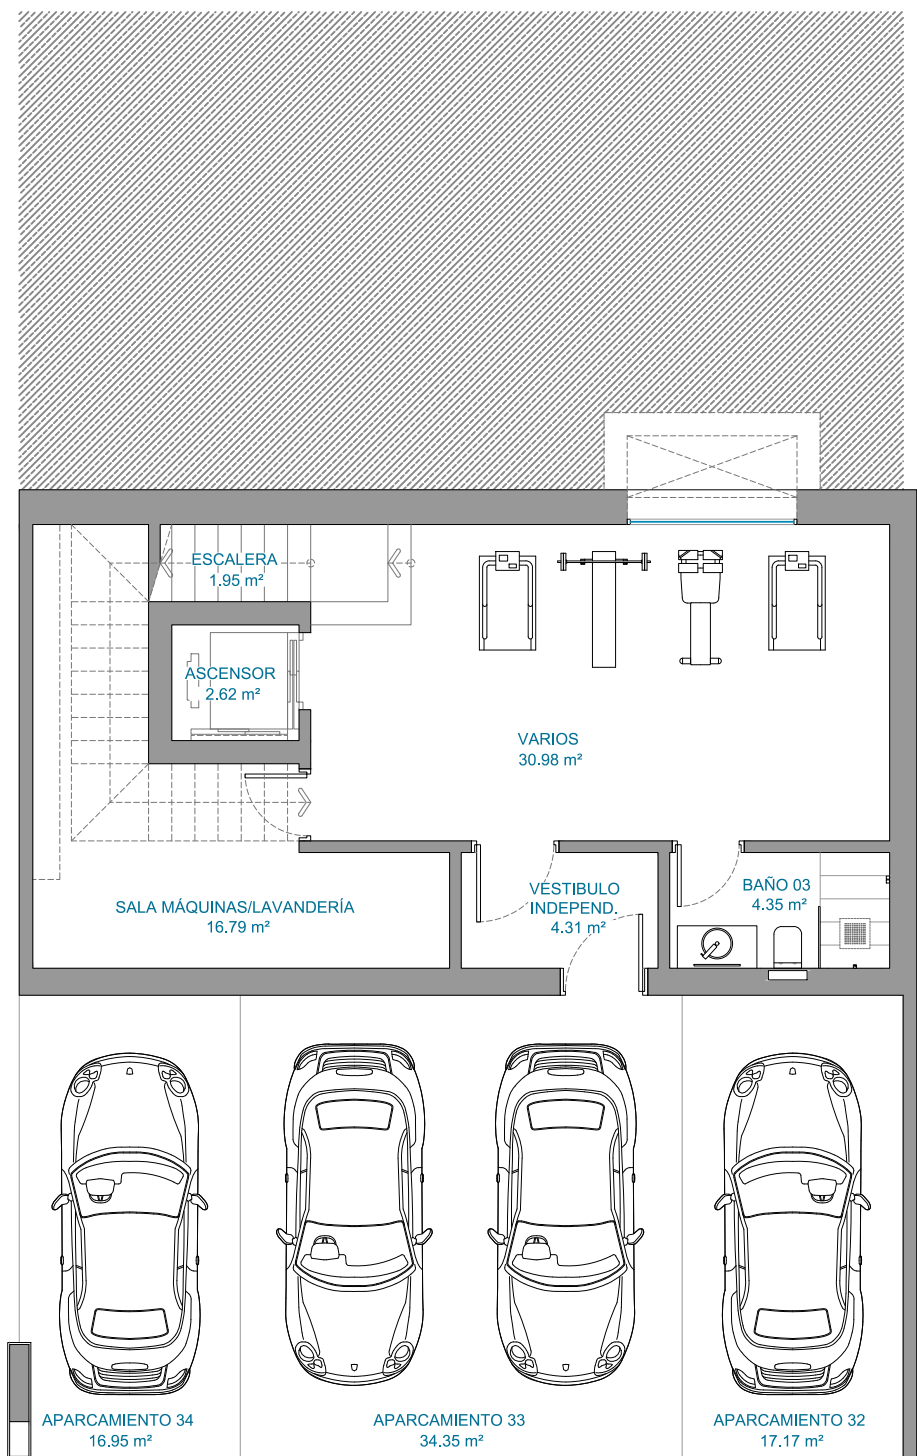 ESCALERA
1.95 m²
ASCENSOR
2.62 m²
VARIOS
30.98 m²
SALA MÁQUINAS/LAVANDERÍA
16.79 m²
VESTIBULO
INDEPEND.
4.31 m²
BAÑO 03
4.35 m²
APARCAMIENTO 34
16.95 m²
APARCAMIENTO 33
34.35 m²
APARCAMIENTO 32
17.17 m²